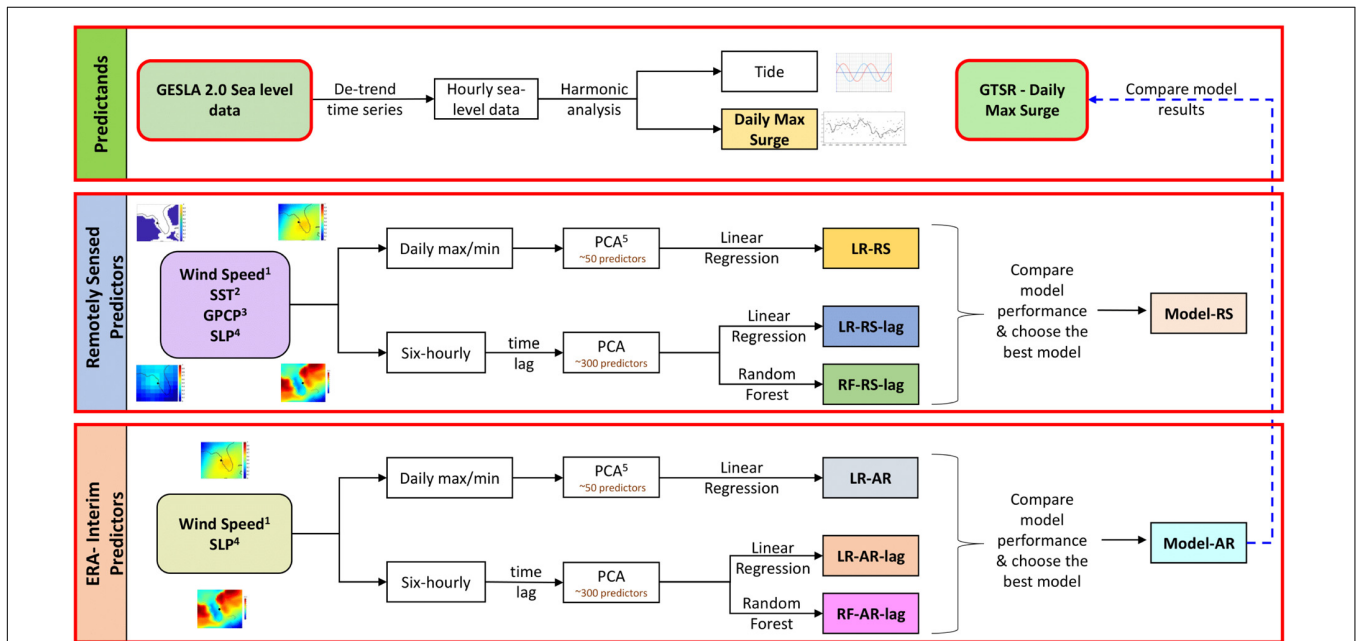 Predictands
GESLA 2.0 Sea level
data
De-trend
time series
Hourly sea-
level data
Harmonic
analysis
Tide
Daily Max
Surge
GTSR - Daily
Max Surge
Compare model
results
Remotely Sensed
Predictors
Wind Speed¹
SST²
GPCP³
SLP⁴
Daily max/min
PCA⁵
~50 predictors
Linear
Regression
LR-RS
Six-hourly
time
lag
PCA
~300 predictors
Linear
Regression
LR-RS-lag
Random
Forest
RF-RS-lag
Compare
model
performance
& choose the
best model
Model-RS
ERA- Interim
Predictors
Wind Speed¹
SLP⁴
Daily max/min
PCA⁵
~50 predictors
Linear
Regression
LR-AR
Six-hourly
time
lag
PCA
~300 predictors
Linear
Regression
LR-AR-lag
Random
Forest
RF-AR-lag
Compare
model
performance
& choose the
best model
Model-AR